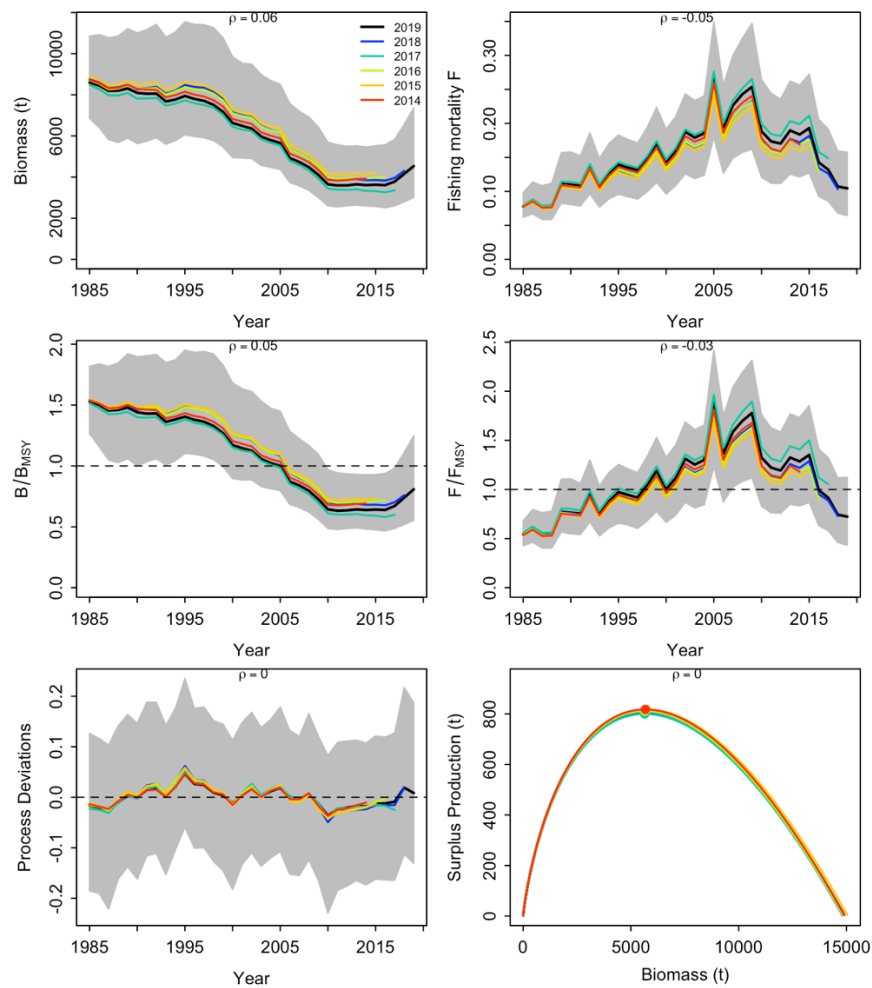 ρ = 0.06
Biomass (t)
10000
6000
2000
0
2019
2018
2017
2016
2015
2014
1985 1995 2005 2015
Year
ρ = -0.05
Fishing mortality F
0.30
0.20
0.10
0.00
1985 1995 2005 2015
Year
ρ = 0.05
B/BMSY
2.0
1.5
1.0
0.5
0.0
1985 1995 2005 2015
Year
ρ = -0.03
F/FMSY
2.5
2.0
1.5
1.0
0.5
0.0
1985 1995 2005 2015
Year
ρ = 0
Process Deviations
0.2
0.1
0.0
-0.1
-0.2
1985 1995 2005 2015
Year
ρ = 0
Surplus Production (t)
800
600
400
200
0
0 5000 10000 15000
Biomass (t)